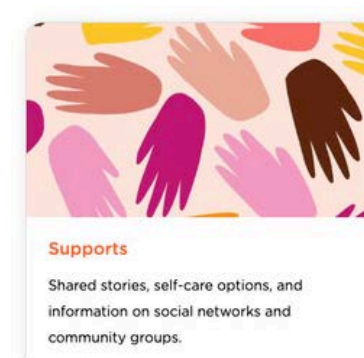 Supports
Shared stories, self-care options, and
information on social networks and
community groups.